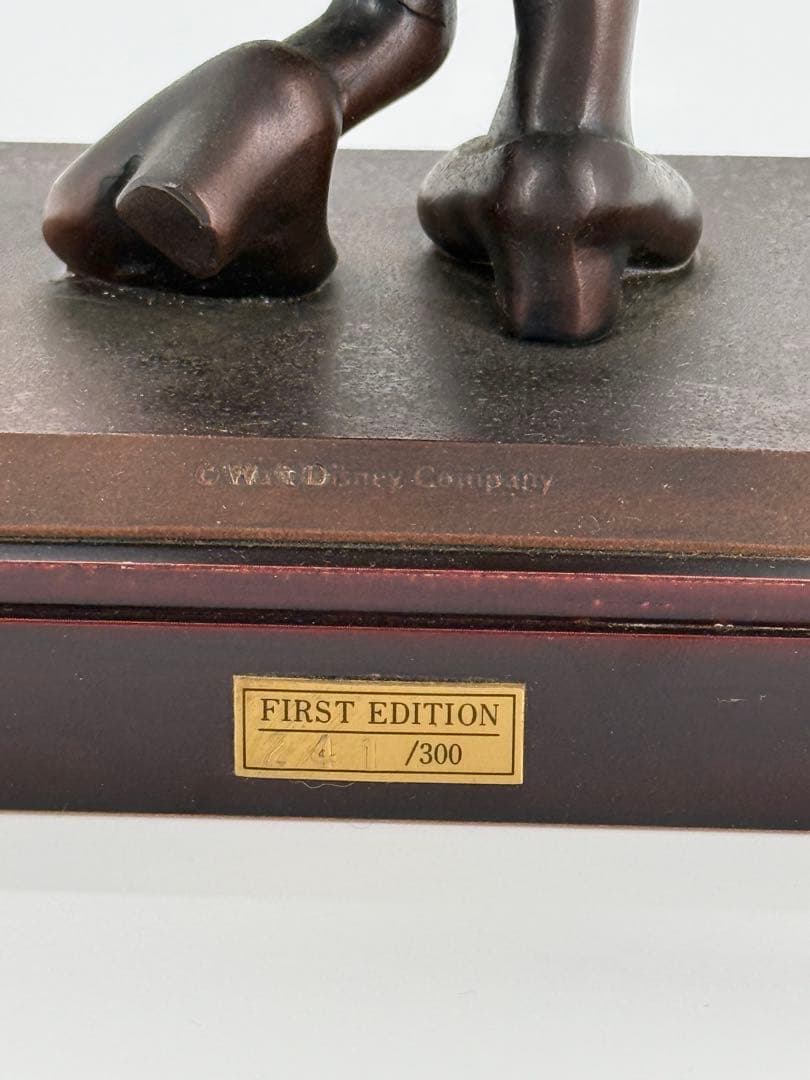 © Walt Disney Company
FIRST EDITION
241 /300